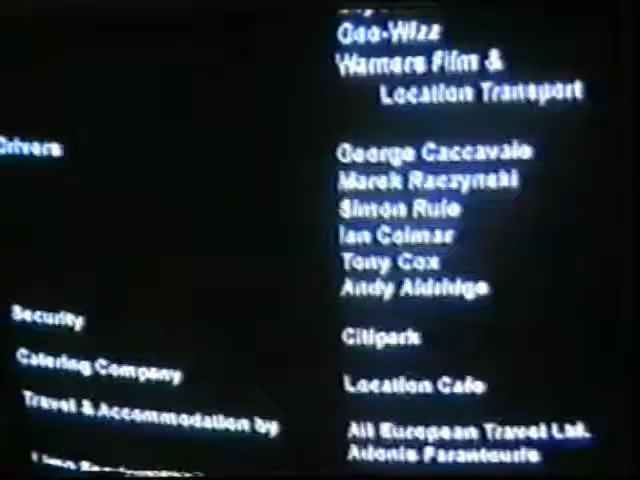 Gee-Wizz
Warners Film &
Location Transport
Drivers
George Caccavale
Marek Raczynski
Simon Rule
Ian Colmar
Tony Cox
Andy Aldridge
Security
Citipark
Catering Company
Location Cafe
Travel & Accommodation by
All European Travel Ltd.
Adonis